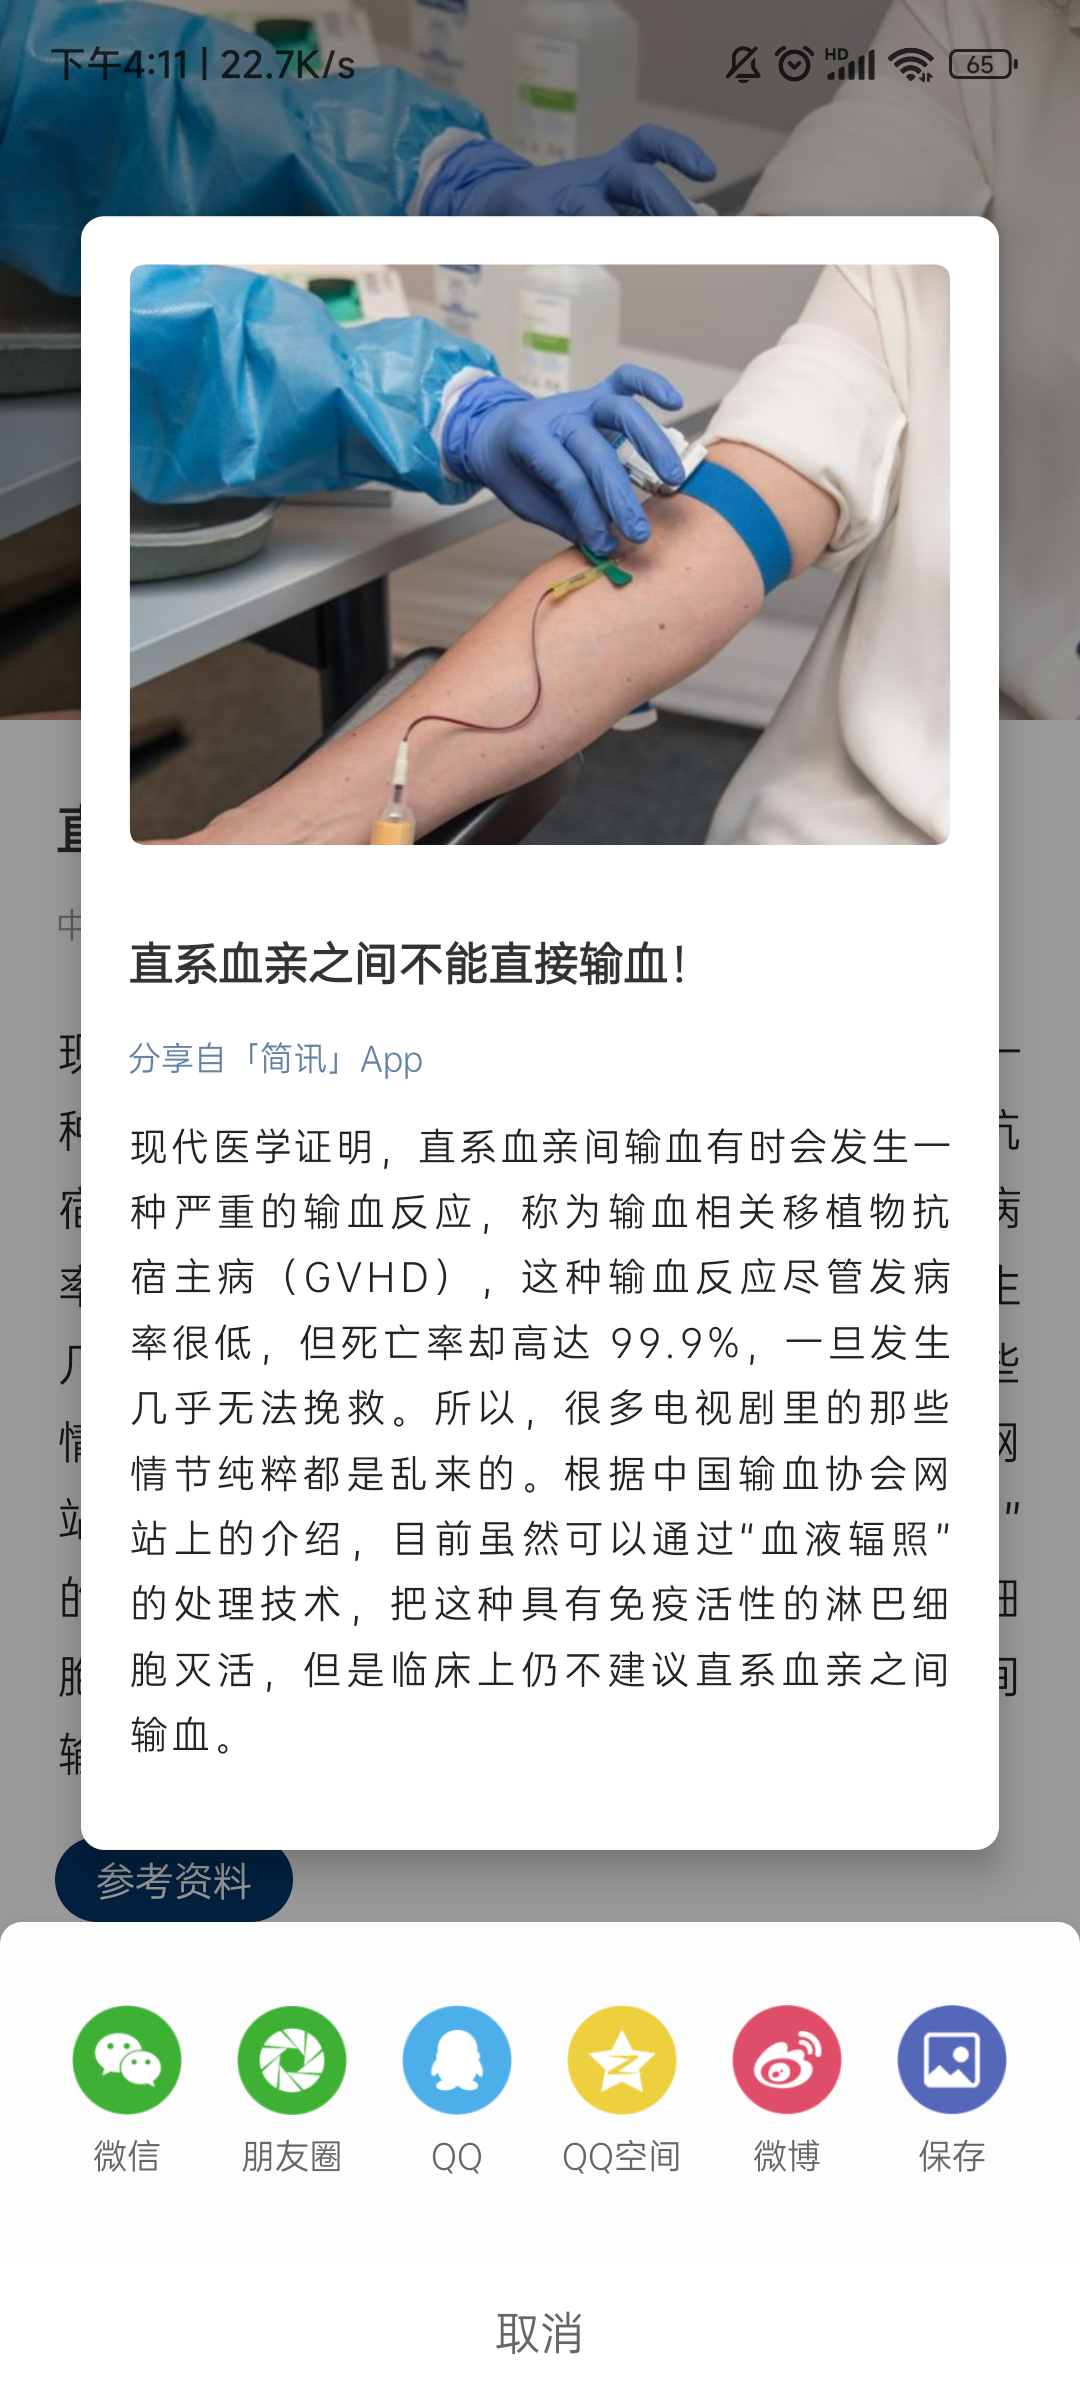 下午4:11 | 22.7K/s
HD
65
直系血亲之间不能直接输血！
分享自「简讯」App
现代医学证明，直系血亲间输血有时会发生一
种严重的输血反应，称为输血相关移植物抗
宿主病（GVHD），这种输血反应尽管发病
率很低，但死亡率却高达 99.9%，一旦发生
几乎无法挽救。所以，很多电视剧里的那些
情节纯粹都是乱来的。根据中国输血协会网
站上的介绍，目前虽然可以通过“血液辐照”
的处理技术，把这种具有免疫活性的淋巴细
胞灭活，但是临床上仍不建议直系血亲之间
输血。
参考资料
微信
朋友圈
QQ
QQ空间
微博
保存
取消